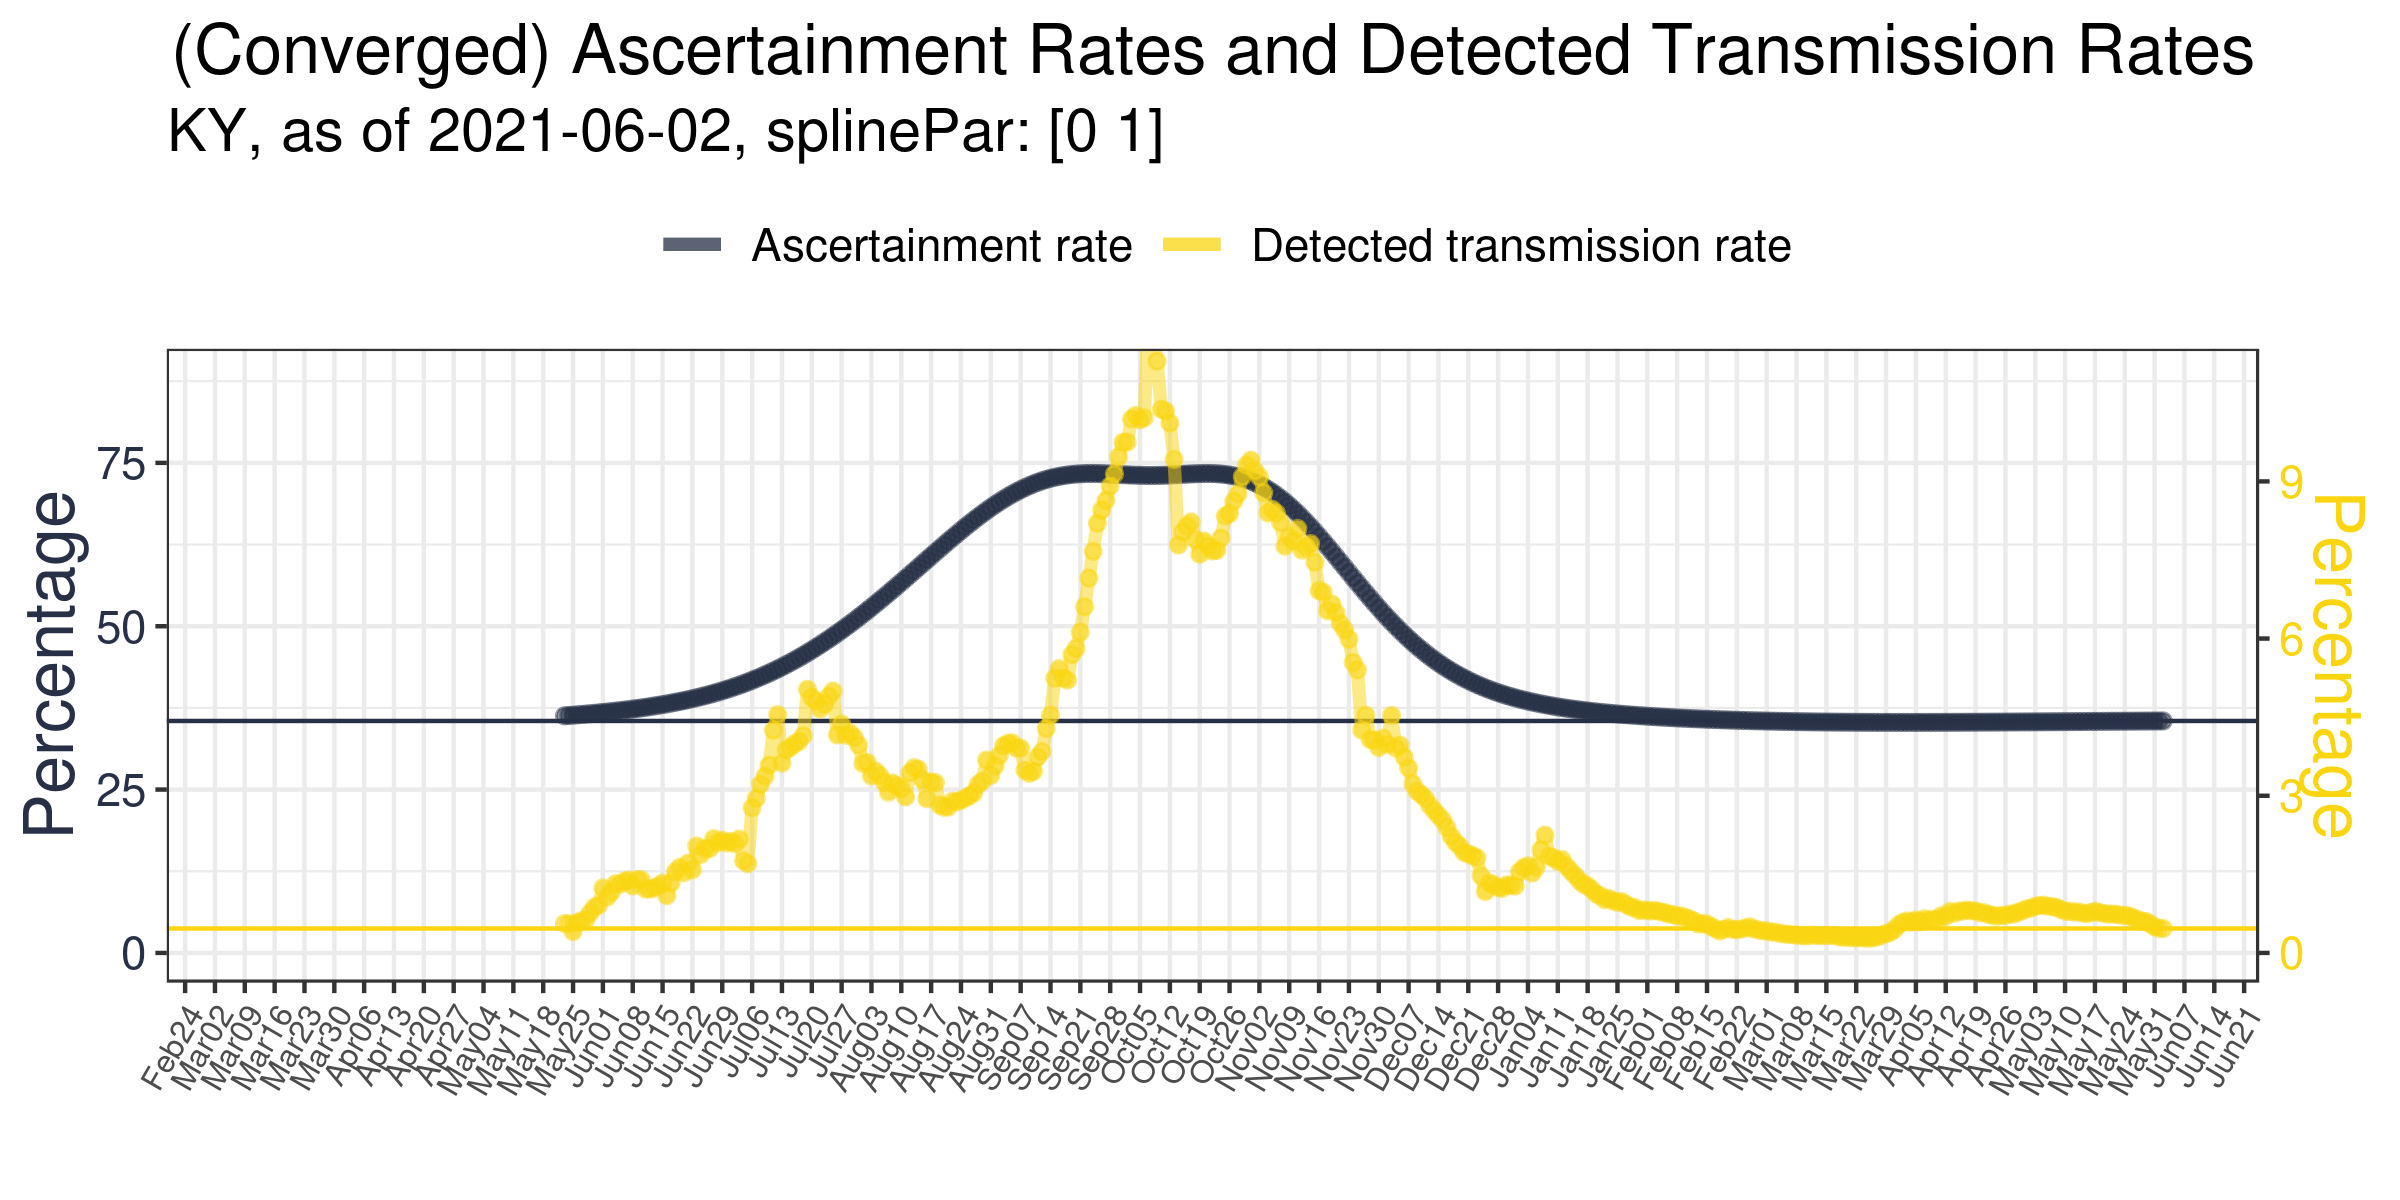 (Converged) Ascertainment Rates and Detected Transmission Rates
KY, as of 2021-06-02, splinePar: [0 1]
Ascertainment rate
Detected transmission rate
Percentage
75
50
25
0
9
6
3
0
Percentage
Feb24
Mar02
Mar09
Mar16
Mar23
Mar30
Apr06
Apr13
Apr20
Apr27
May04
May11
May18
May25
Jun01
Jun08
Jun15
Jun22
Jun29
Jul06
Jul13
Jul20
Jul27
Aug03
Aug10
Aug17
Aug24
Aug31
Sep07
Sep14
Sep21
Sep28
Oct05
Oct12
Oct19
Oct26
Nov02
Nov09
Nov16
Nov23
Nov30
Dec07
Dec14
Dec21
Dec28
Jan04
Jan11
Jan18
Jan25
Feb01
Feb08
Feb15
Feb22
Mar01
Mar08
Mar15
Mar22
Mar29
Apr05
Apr12
Apr19
Apr26
May03
May10
May17
May24
May31
Jun07
Jun14
Jun21